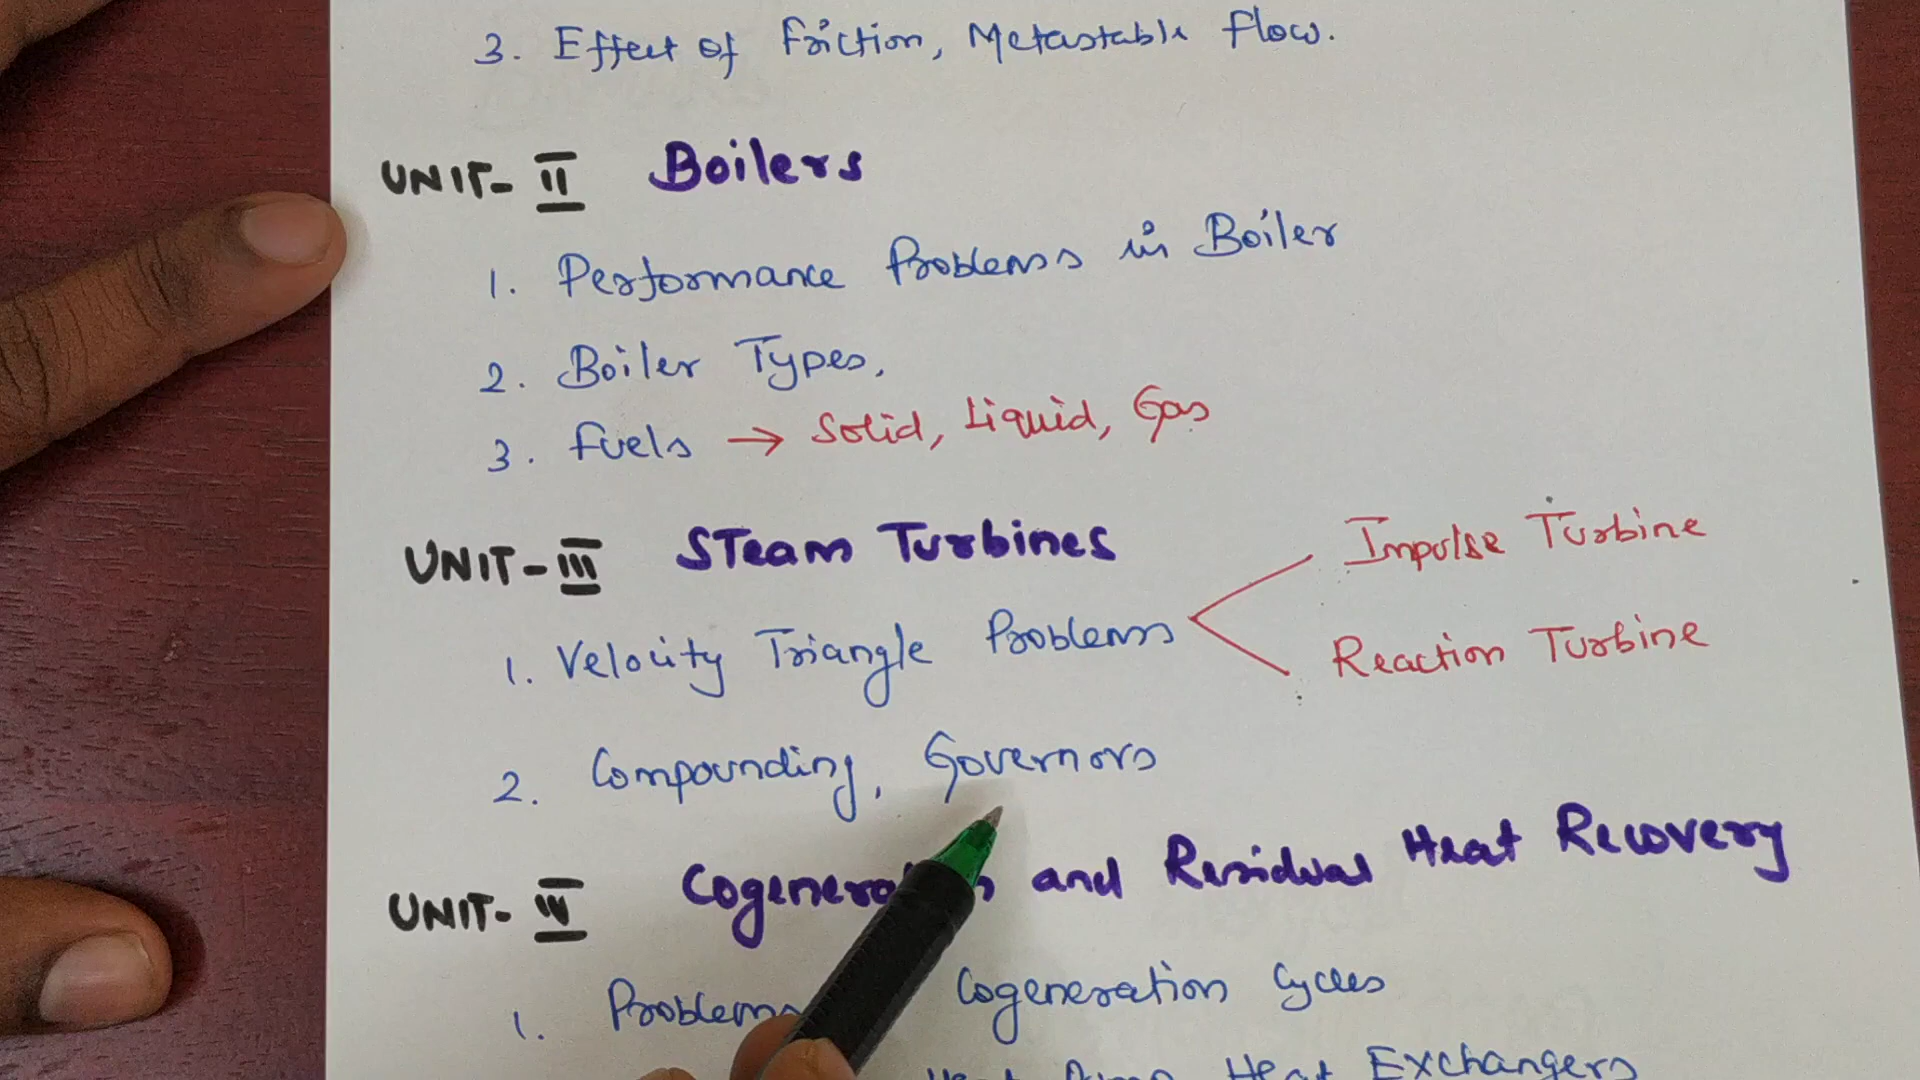 3. Effect of Friction, Metastable flow.
UNIT-II Boilers
1. Performance Problems in Boiler
2. Boiler Types,
3. Fuels → Solid, Liquid, Gas
UNIT-III STeam Turbines
Impulse Turbine
1. Velocity Triangle Problems
Reaction Turbine
2. Compounding, Governors
UNIT-IV and Residual Heat Recovery
1. Cogeneration Cycles
Heat Exchangers